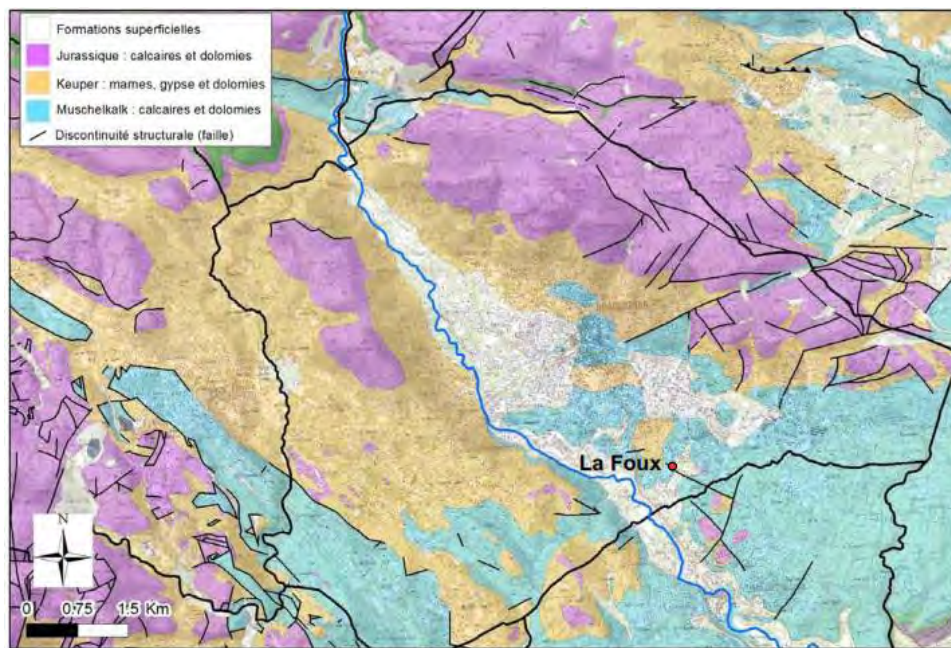 Formations superficielles
Jurassique : calcaires et dolomies
Keuper : marnes, gypse et dolomies
Muschelkalk : calcaires et dolomies
Discontinuité structurale (faille)
La Foux
N
0 0.75 1.5 Km